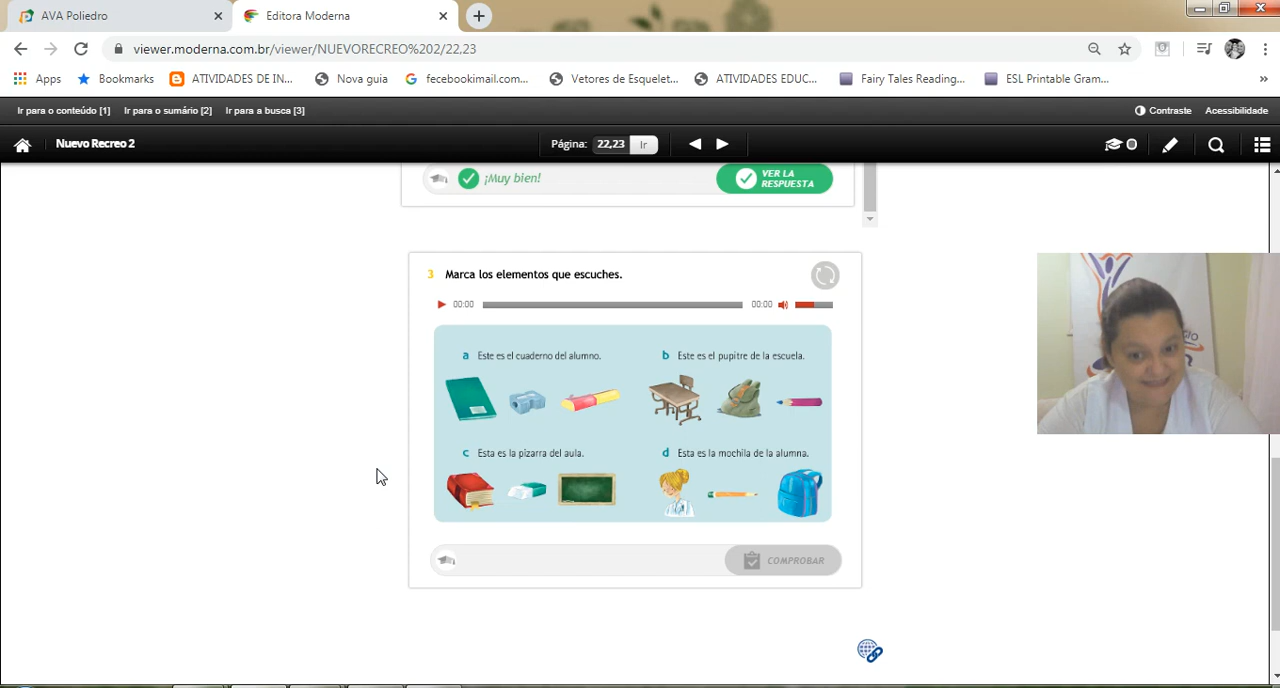 AVA Poliedro
Editora Moderna
viewer.moderna.com.br/viewer/NUEVORECREO%202/22,23
Apps
Bookmarks
ATIVIDADES DE IN...
Nova guia
fecebookimail.com...
Vetores de Esquelet...
ATIVIDADES EDUC...
Fairy Tales Reading...
ESL Printable Gram...
»
Ir para o conteúdo [1]
Ir para o sumário [2]
Ir para a busca [3]
Contraste
Acessibilidade
Nuevo Recreo 2
Página: 22,23 Ir
¡Muy bien!
VER LA
RESPUESTA
3 Marca los elementos que escuches.
00:00
00:00
a Este es el cuaderno del alumno.
b Este es el pupitre de la escuela.
c Esta es la pizarra del aula.
d Esta es la mochila de la alumna.
COMPROBAR